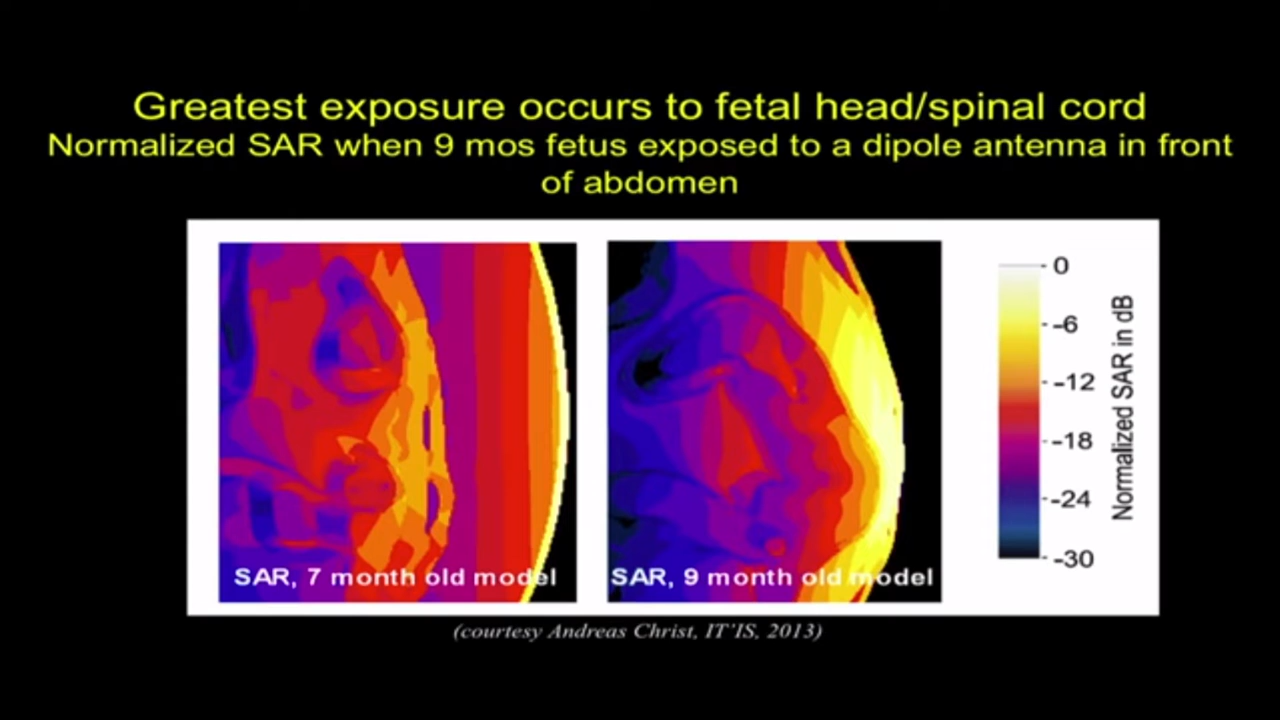 Greatest exposure occurs to fetal head/spinal cord
Normalized SAR when 9 mos fetus exposed to a dipole antenna in front
of abdomen
SAR, 7 month old model
SAR, 9 month old model
0
-6
-12
-18
-24
-30
Normalized SAR in dB
(courtesy Andreas Christ, IT'IS, 2013)